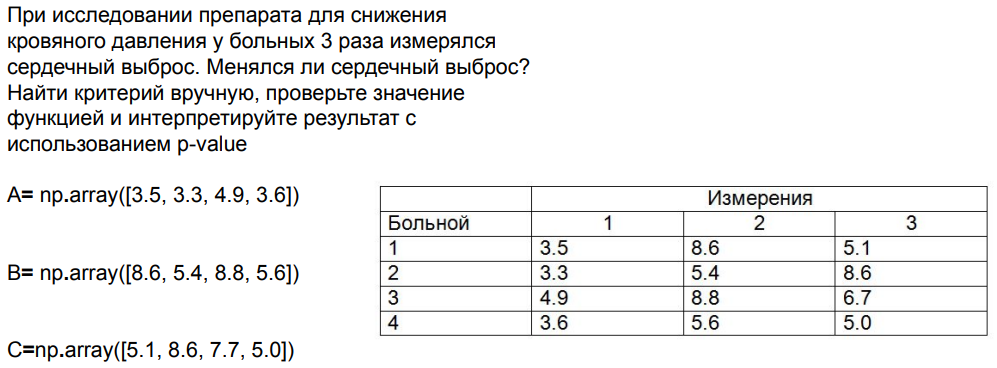 При исследовании препарата для снижения
кровяного давления у больных 3 раза измерялся
сердечный выброс. Менялся ли сердечный выброс?
Найти критерий вручную, проверьте значение
функцией и интерпретируйте результат с
использованием p-value
A= np.array([3.5, 3.3, 4.9, 3.6])
B= np.array([8.6, 5.4, 8.8, 5.6])
C=np.array([5.1, 8.6, 7.7, 5.0])
Измерения
Больной 1 2 3
1 3.5 8.6 5.1
2 3.3 5.4 8.6
3 4.9 8.8 6.7
4 3.6 5.6 5.0